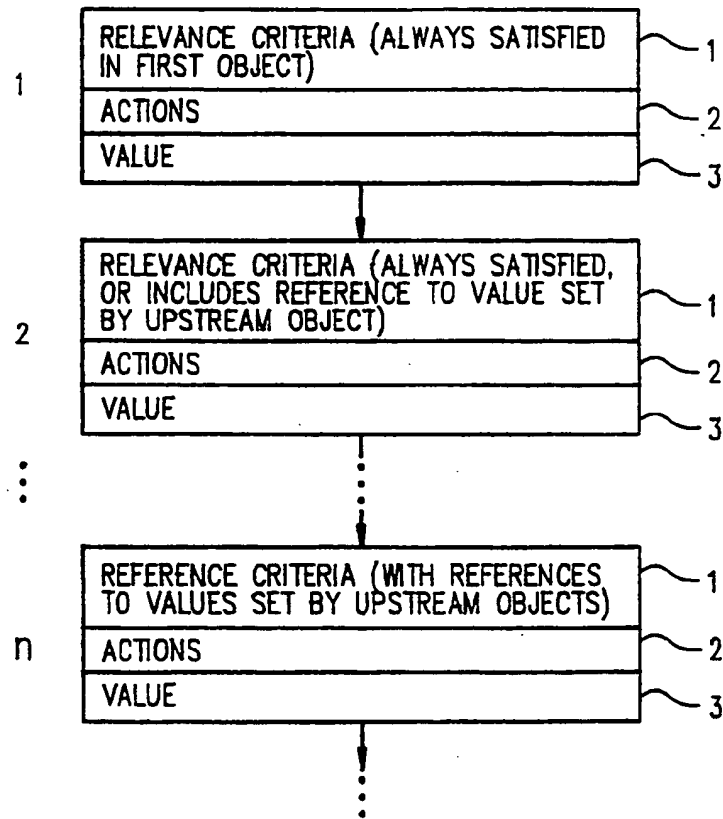 RELEVANCE CRITERIA (ALWAYS SATISFIED
IN FIRST OBJECT)
1
1
ACTIONS
2
VALUE
3
RELEVANCE CRITERIA (ALWAYS SATISFIED,
OR INCLUDES REFERENCE TO VALUE SET
BY UPSTREAM OBJECT)
1
2
ACTIONS
2
VALUE
3
REFERENCE CRITERIA (WITH REFERENCES
TO VALUES SET BY UPSTREAM OBJECTS)
1
n
ACTIONS
2
VALUE
3